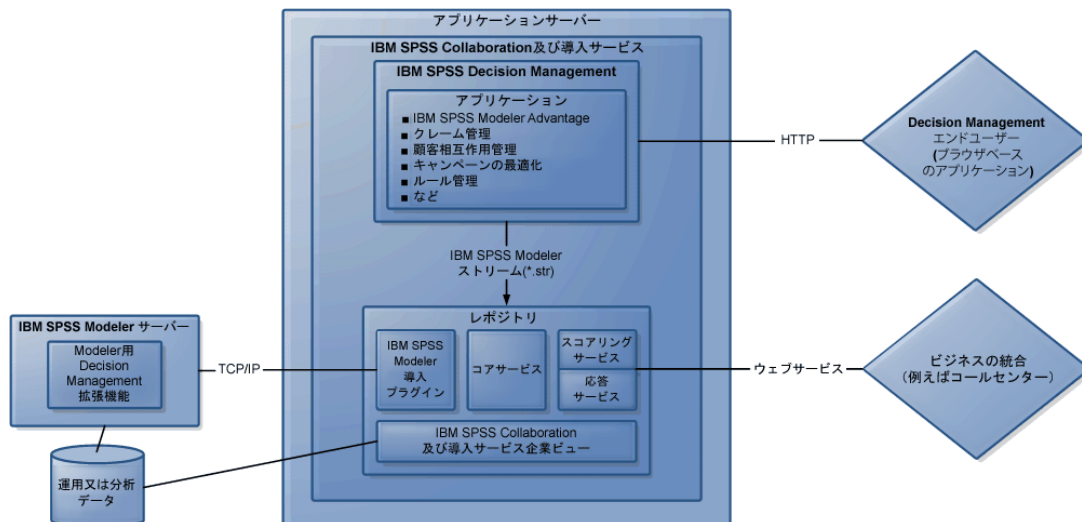 アプリケーションサーバー
IBM SPSS Collaboration及び導入サービス
IBM SPSS Decision Management
アプリケーション
■ IBM SPSS Modeler Advantage
■ クレーム管理
■ 顧客相互作用管理
■ キャンペーンの最適化
■ ルール管理
■ など
HTTP
Decision Management
エンドユーザー
(ブラウザベース
のアプリケーション)
IBM SPSS Modeler
ストリーム(*.str)
レポジトリ
IBM SPSS
Modeler
導入
プラグイン
コアサービス
スコアリング
サービス
応答
サービス
IBM SPSS Collaboration
及び導入サービス企業ビュー
IBM SPSS Modeler サーバー
Modeler用
Decision
Management
拡張機能
TCP/IP
運用又は分析
データ
ウェブサービス
ビジネスの統合
(例えばコールセンター)